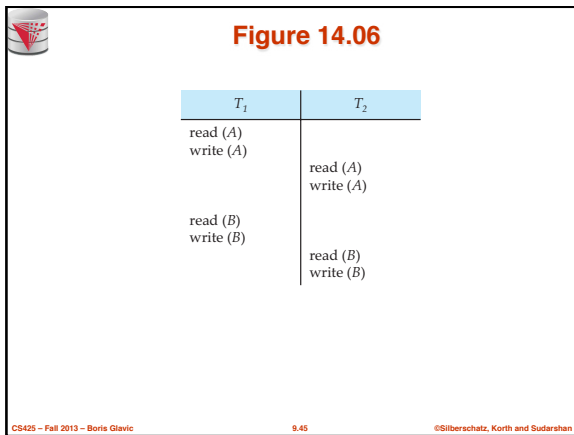 Figure 14.06
T1 T2
read (A)
write (A)
read (A)
write (A)
read (B)
write (B)
read (B)
write (B)
CS425 – Fall 2013 – Boris Glavic 9.45 ©Silberschatz, Korth and Sudarshan